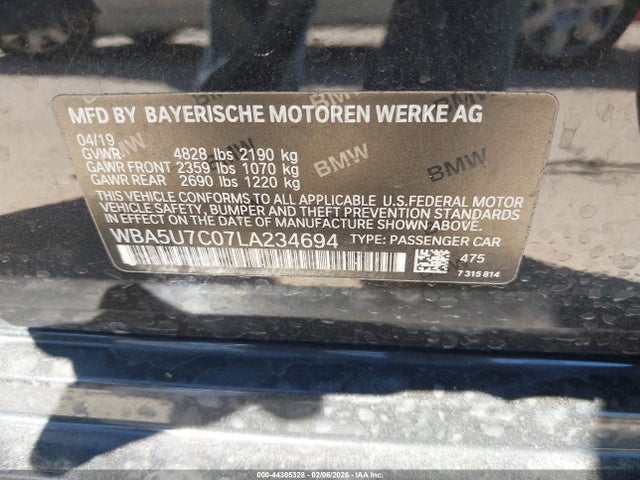 MFD BY BAYERISCHE MOTOREN WERKE AG
04/19
GVWR 4828 lbs 2190 kg
GAWR FRONT 2359 lbs 1070 kg
GAWR REAR 2690 lbs 1220 kg
BMW BMW
THIS VEHICLE CONFORMS TO ALL APPLICABLE U.S.FEDERAL MOTOR
VEHICLE SAFETY, BUMPER, AND THEFT PREVENTION STANDARDS IN
EFFECT ON THE DATE OF MANUFACTURE SHOWN ABOVE.
WBA5U7C07LA234694 TYPE: PASSENGER CAR
475
7 315 814
000-44305328 - 02/06/2026 - IAA